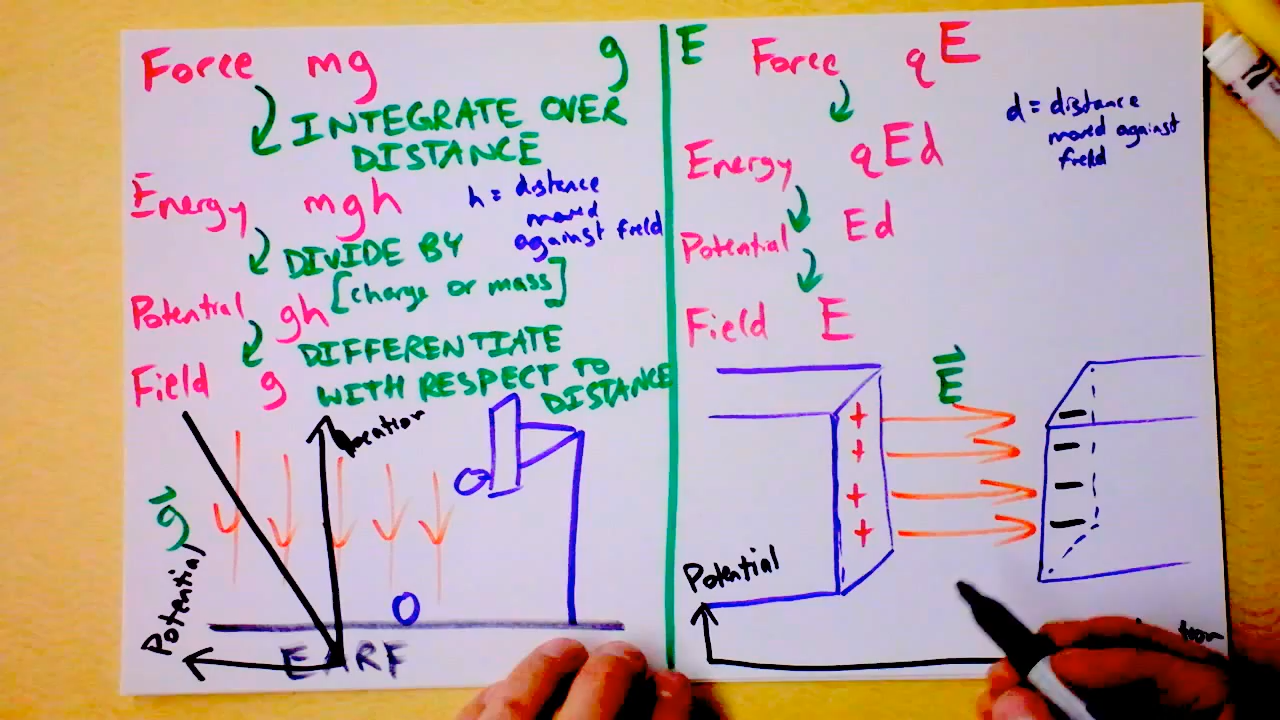 Force mg g
INTEGRATE OVER
DISTANCE
Energy mgh
h = distance
moved
against field
DIVIDE BY
[charge or mass]
Potential gh
DIFFERENTIATE
WITH RESPECT TO
DISTANCE
Field g
g
Potential
EARF
E Force qE
d = distance
moved against
field
Energy qEd
Potential Ed
Field E
E
+ −
+ −
+ −
+ −
Potential